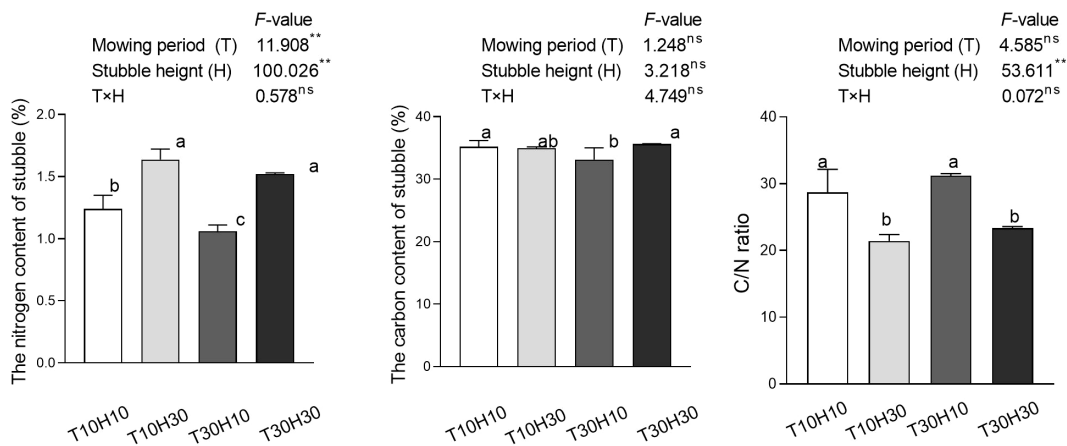 F-value
Mowing period (T) 11.908**
Stubble heignt (H) 100.026**
T×H 0.578ns
The nitrogen content of stubble (%)
2.0
1.5
1.0
0.5
0.0
b
a
c
a
T10H10
T10H30
T30H10
T30H30
F-value
Mowing period (T) 1.248ns
Stubble heignt (H) 3.218ns
T×H 4.749ns
The carbon content of stubble (%)
40
30
20
10
0
a
ab
b
a
T10H10
T10H30
T30H10
T30H30
F-value
Mowing period (T) 4.585ns
Stubble heignt (H) 53.611**
T×H 0.072ns
C/N ratio
40
30
20
10
0
a
b
a
b
T10H10
T10H30
T30H10
T30H30